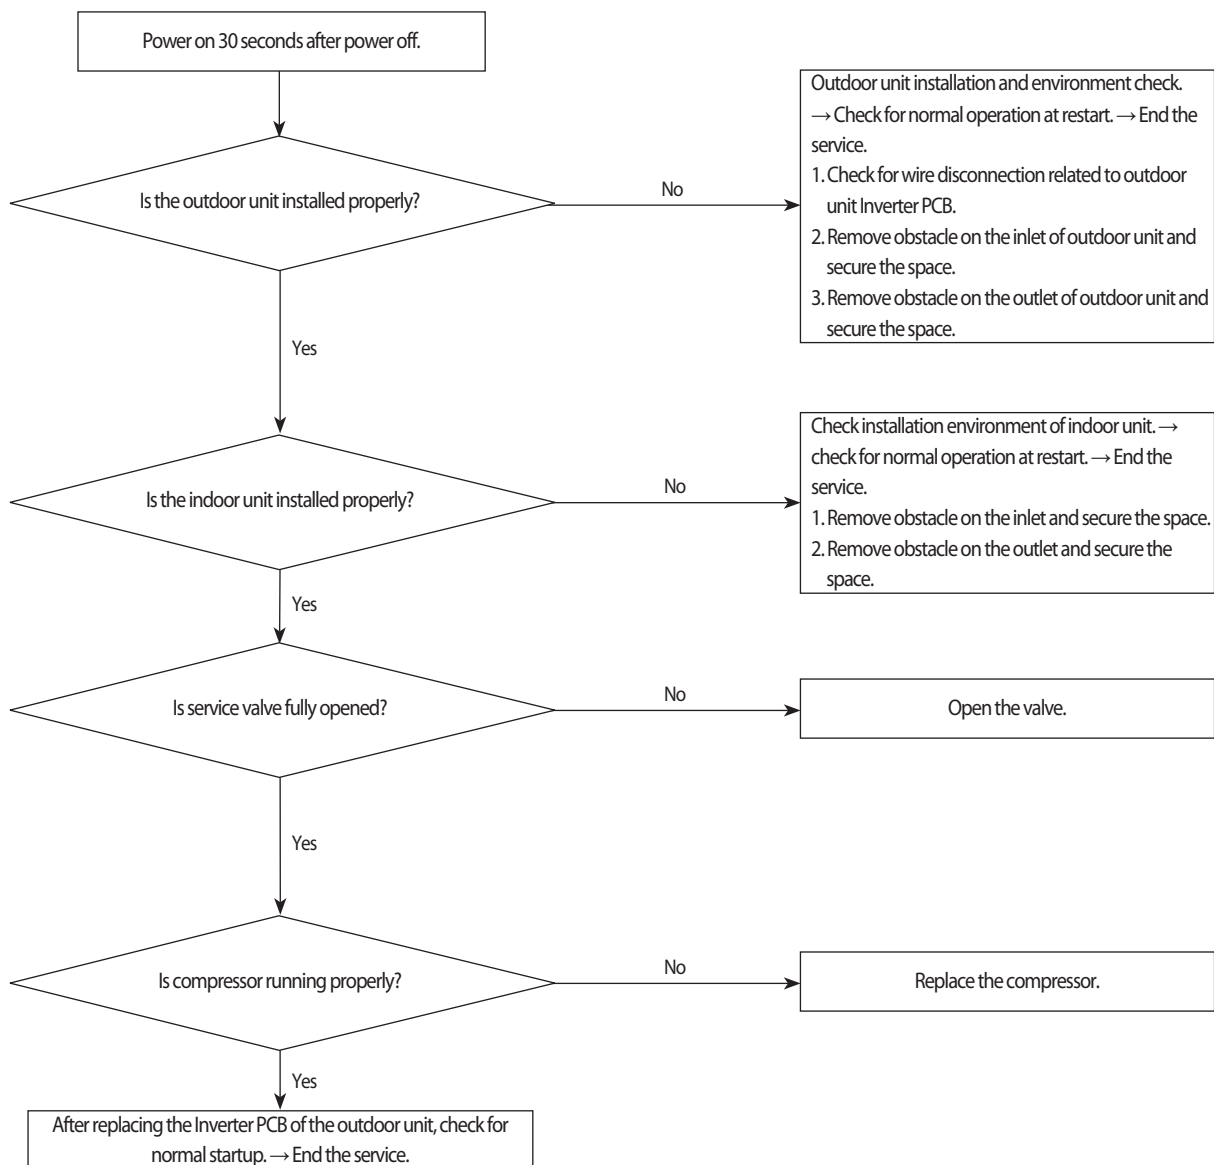 Power on 30 seconds after power off.
Outdoor unit installation and environment check.
→ Check for normal operation at restart. → End the
service.
1. Check for wire disconnection related to outdoor
unit Inverter PCB.
2. Remove obstacle on the inlet of outdoor unit and
secure the space.
3. Remove obstacle on the outlet of outdoor unit and
secure the space.
Is the outdoor unit installed properly?
No
Yes
Check installation environment of indoor unit. →
check for normal operation at restart. → End the
service.
1. Remove obstacle on the inlet and secure the space.
2. Remove obstacle on the outlet and secure the
space.
Is the indoor unit installed properly?
No
Yes
Is service valve fully opened?
No
Open the valve.
Yes
Is compressor running properly?
No
Replace the compressor.
Yes
After replacing the Inverter PCB of the outdoor unit, check for
normal startup. → End the service.